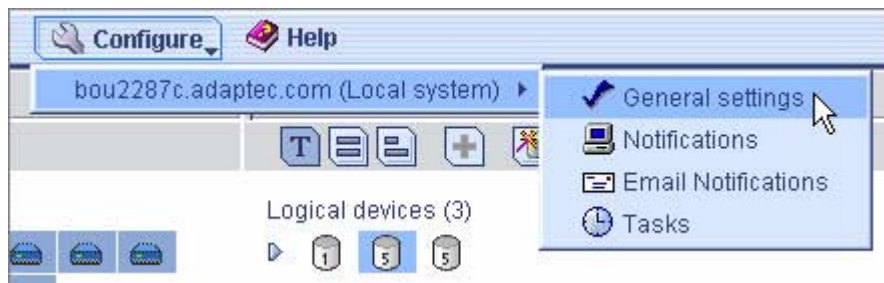 Configure Help
bou2287c.adaptec.com (Local system)
General settings
Notifications
Email Notifications
Tasks
T
Logical devices (3)
1 5 5